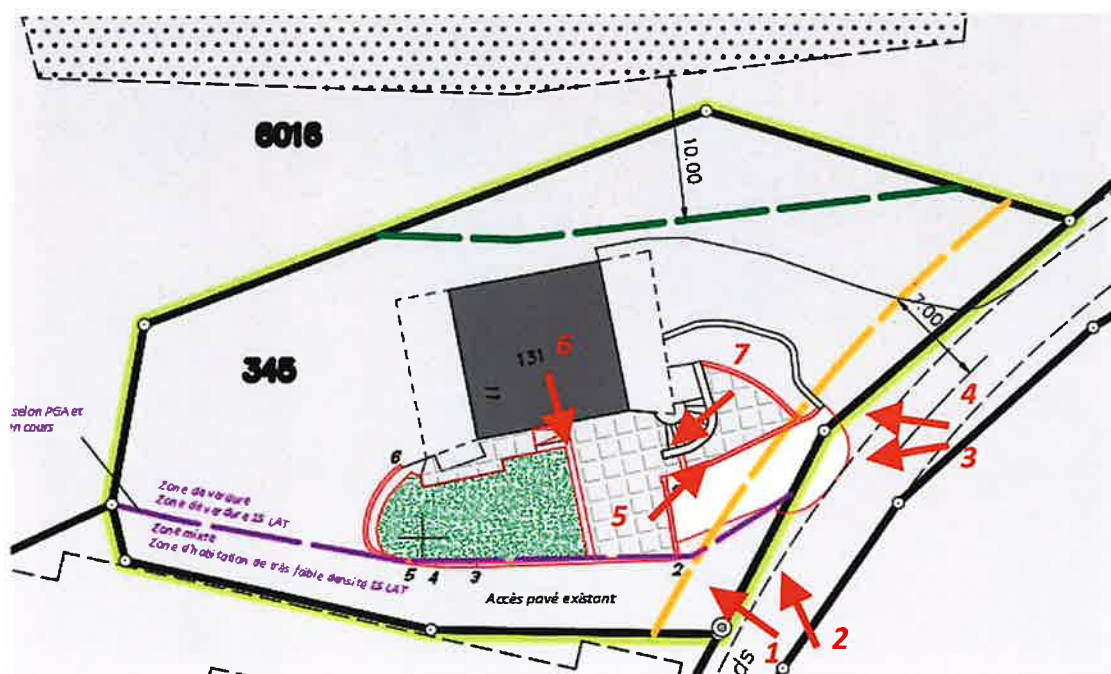 6016
10.00
7.00
131
6
7
345
selon PGA et
en cours
4
3
6
5
Zone de verdure
Zone de verdure 15 LAT
Zone mixte
Zone d'habitation de très faible densité 15 LAT
5 4 3 2
Accès pavé existant
1
2
ds